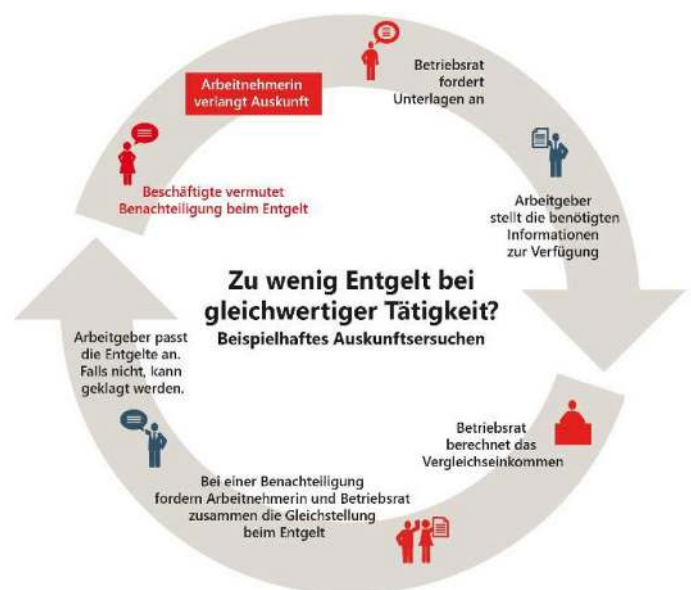 Zu wenig Entgelt bei
gleichwertiger Tätigkeit?
Beispielhaftes Auskunftsersuchen
Beschäftigte vermutet
Benachteiligung beim Entgelt
Arbeitnehmerin
verlangt Auskunft
Betriebsrat
fordert
Unterlagen an
Arbeitgeber
stellt die benötigten
Informationen
zur Verfügung
Betriebsrat
berechnet das
Vergleichseinkommen
Bei einer Benachteiligung
fordern Arbeitnehmerin und Betriebsrat
zusammen die Gleichstellung
beim Entgelt
Arbeitgeber passt
die Entgelte an.
Falls nicht, kann
geklagt werden.